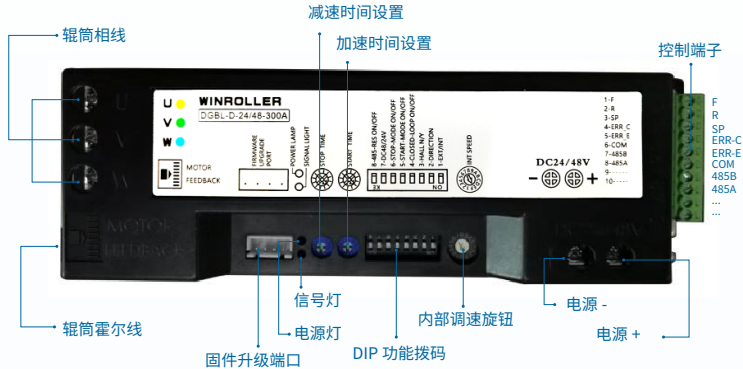 减速时间设置
辊筒相线
加速时间设置
控制端子
U
V
W
U
V
W
WINROLLER
DGBL-D-24/48-300A
MOTOR
FEEDBACK
FIRMWARE
UPGRADE
PORT
POWER LAMP
SIGNAL LIGHT
STOP TIME
START TIME
8-485-RES ON/OFF
7-DC48/24V
6-STOP-MODE ON/OFF
5-START-MODE ON/OFF
4-CLOSED-LOOP ON/OFF
3-HALL N/Y
2-DIRECTION
1-EXT/INT
KE
ON
INT SPEED
DC24/48V
- +
1-F
2-R
3-SP
4-ERR_C
5-ERR_E
6-COM
7-485B
8-485A
9------
10-----
F
R
SP
ERR-C
ERR-E
COM
485B
485A
...
...
MOTOR
FEEDBACK
信号灯
电源灯
内部调速旋钮
电源 -
电源 +
辊筒霍尔线
固件升级端口
DIP 功能拨码